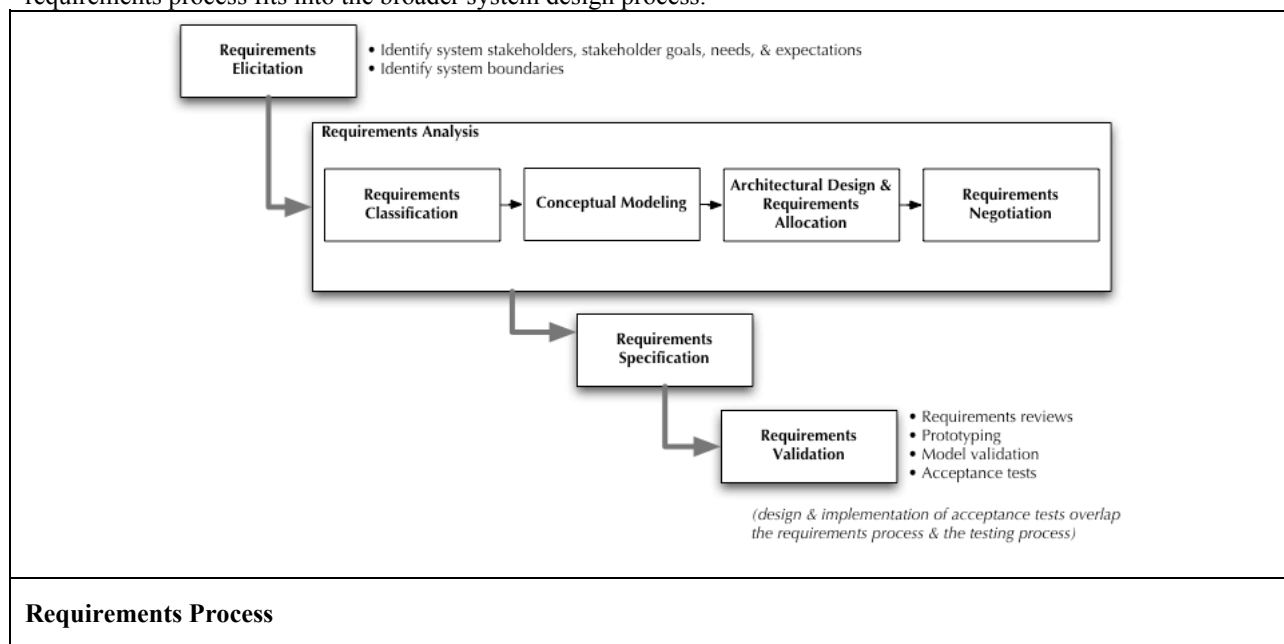 requirements process fits into the broader system design process.
Requirements
Elicitation
• Identify system stakeholders, stakeholder goals, needs, & expectations
• Identify system boundaries
Requirements Analysis
Requirements
Classification
Conceptual Modeling
Architectural Design &
Requirements
Allocation
Requirements
Negotiation
Requirements
Specification
Requirements
Validation
• Requirements reviews
• Prototyping
• Model validation
• Acceptance tests
(design & implementation of acceptance tests overlap
the requirements process & the testing process)
Requirements Process